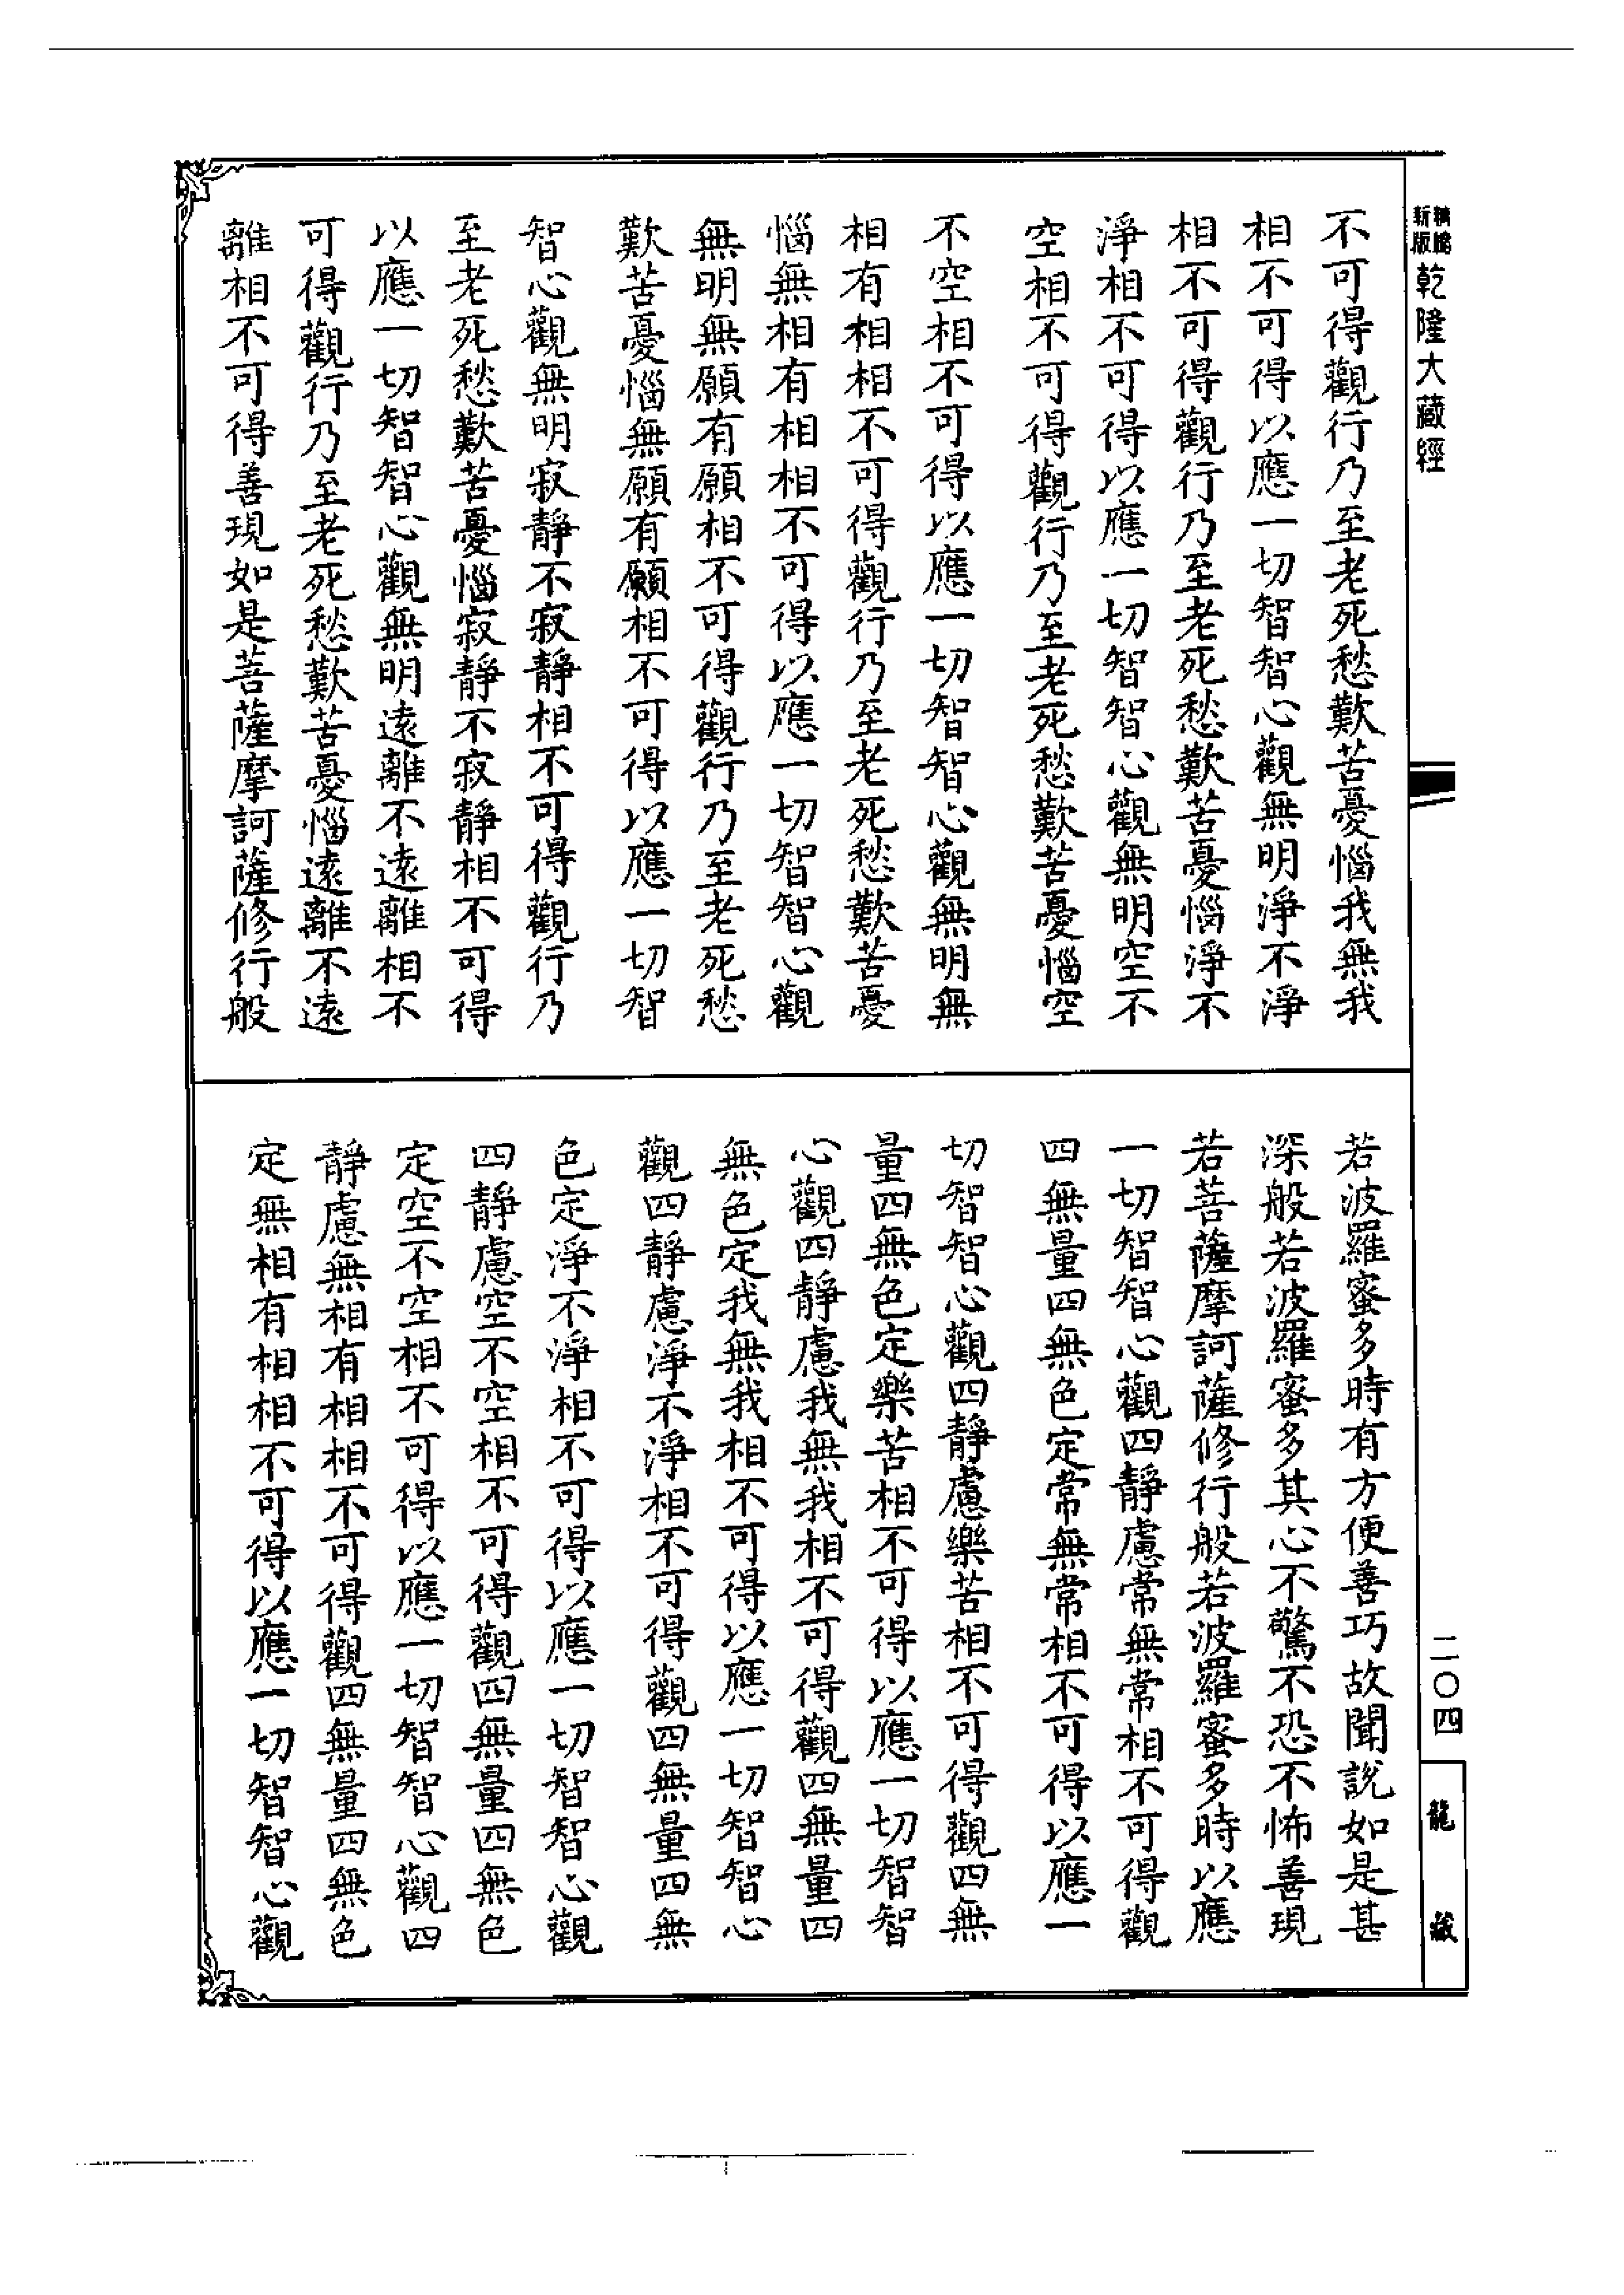 新版
乾隆大藏經
不可得觀行乃至老死愁歎苦憂惱我無我
相不可得以應一切智智心觀無明淨不淨
相不可得觀行乃至老死愁歎苦憂惱淨不
淨相不可得以應一切智智心觀無明空不
空相不可得觀行乃至老死愁歎苦憂惱空
不空相不可得以應一切智智心觀無明無
相有相相不可得觀行乃至老死愁歎苦憂
惱無相有相相不可得以應一切智智心觀
無明無願有願相不可得觀行乃至老死愁
歎苦憂惱無願有願相不可得以應一切智
智心觀無明寂靜不寂靜相不可得觀行乃
至老死愁歎苦憂惱寂靜不寂靜相不可得
以應一切智智心觀無明遠離不遠離相不
可得觀行乃至老死愁歎苦憂惱遠離不遠
離相不可得善現如是菩薩摩訶薩修行般
若波羅蜜多時有方便善巧故聞說如是甚
深般若波羅蜜多其心不驚不恐不怖善現
若菩薩摩訶薩修行般若波羅蜜多時以應
一切智智心觀四靜慮常無常相不可得觀
四無量四無色定常無常相不可得以應一
切智智心觀四靜慮樂苦相不可得觀四無
量四無色定樂苦相不可得以應一切智智
心觀四靜慮我無我相不可得觀四無量四
無色定我無我相不可得以應一切智智心
觀四靜慮淨不淨相不可得觀四無量四無
色定淨不淨相不可得以應一切智智心觀
四靜慮空不空相不可得觀四無量四無色
定空不空相不可得以應一切智智心觀四
靜慮無相有相相不可得觀四無量四無色
定無相有相相不可得以應一切智智心觀
二〇四
龍藏